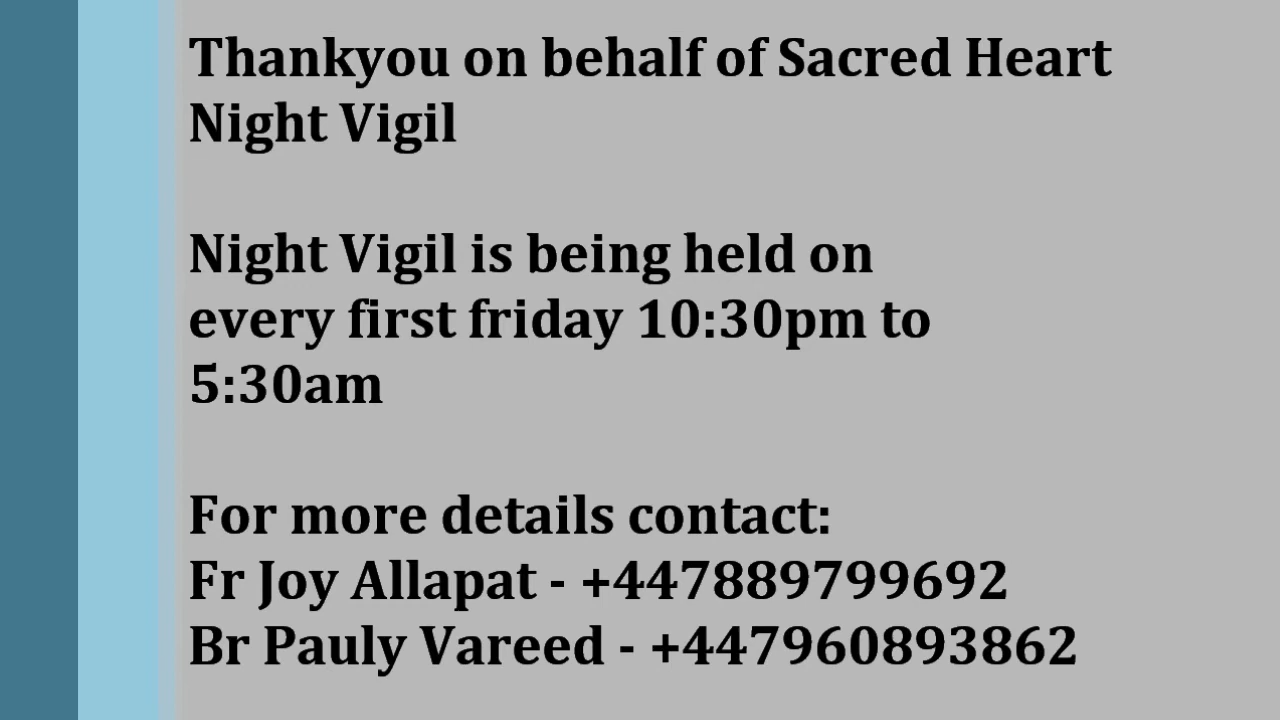 Thankyou on behalf of Sacred Heart
Night Vigil
Night Vigil is being held on
every first friday 10:30pm to
5:30am
For more details contact:
Fr Joy Allapat - +447889799692
Br Pauly Vareed - +447960893862